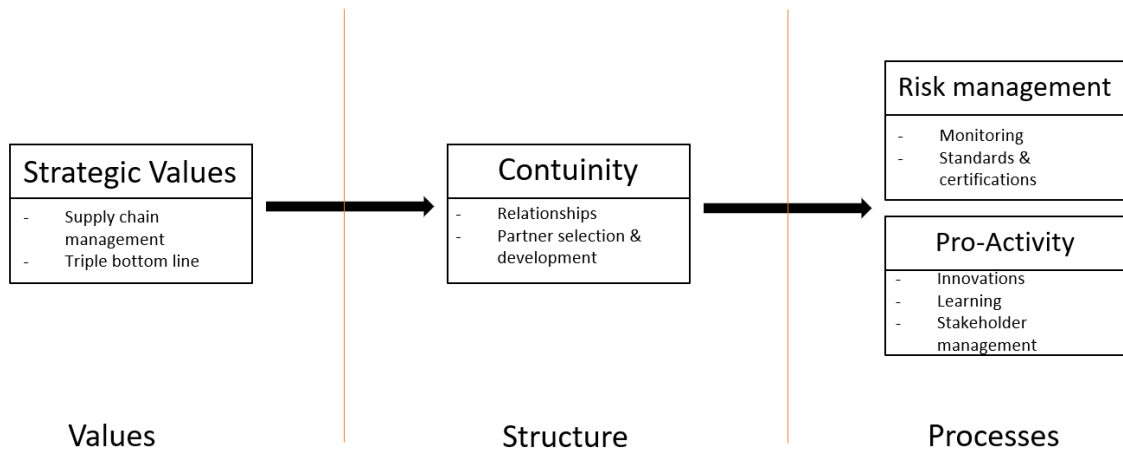 Strategic Values
- Supply chain
management
- Triple bottom line
Contuinity
- Relationships
- Partner selection &
development
Risk management
- Monitoring
- Standards &
certifications
Pro-Activity
- Innovations
- Learning
- Stakeholder
management
Values
Structure
Processes